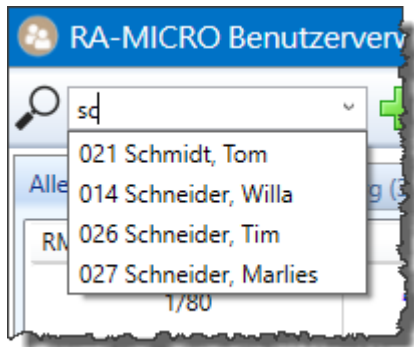 RA-MICRO Benutzerverw
sc
021 Schmidt, Tom
014 Schneider, Willa
026 Schneider, Tim
027 Schneider, Marlies
Alle
g (3
RM
1/80